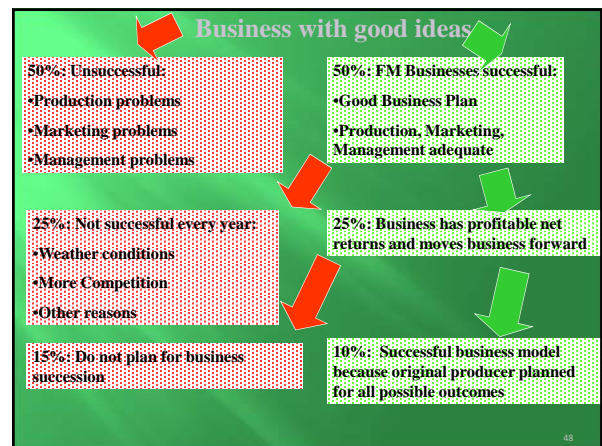 Business with good ideas
50%: Unsuccessful:
•Production problems
•Marketing problems
•Management problems
50%: FM Businesses successful:
•Good Business Plan
•Production, Marketing,
Management adequate
25%: Not successful every year:
•Weather conditions
•More Competition
•Other reasons
25%: Business has profitable net
returns and moves business forward
15%: Do not plan for business
succession
10%: Successful business model
because original producer planned
for all possible outcomes
48